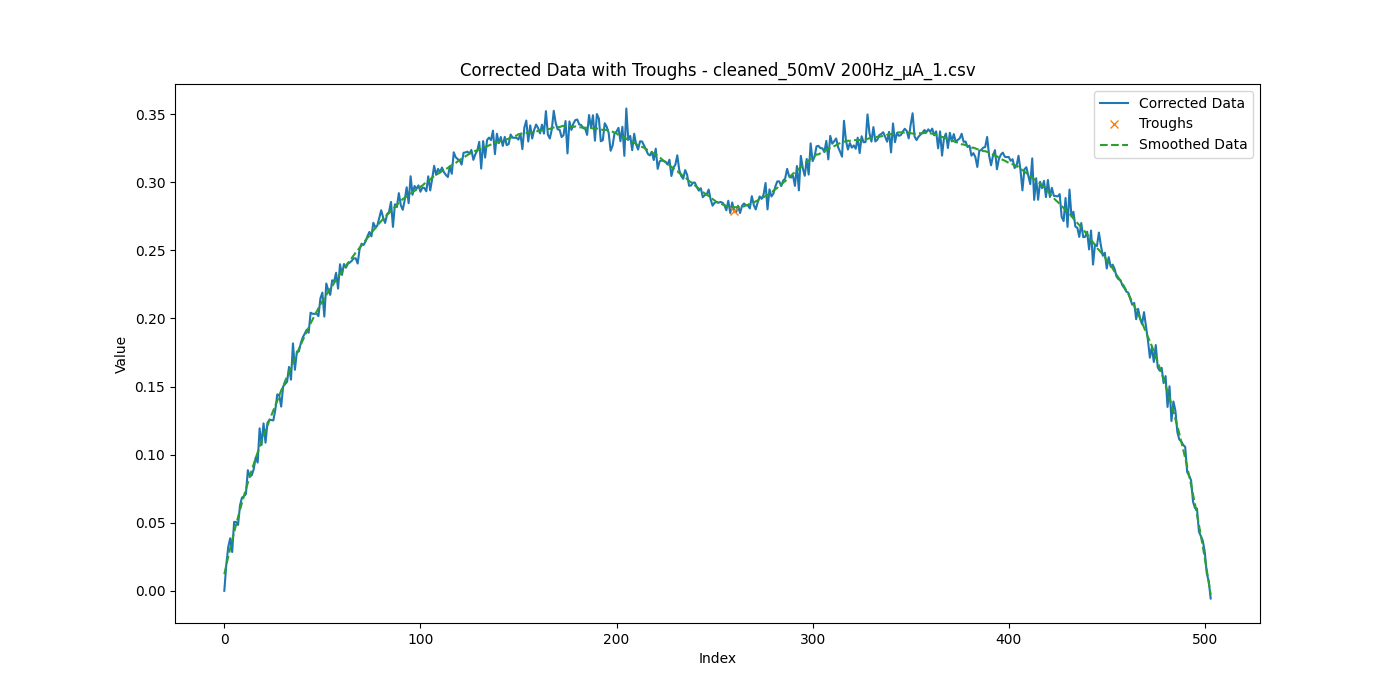 Corrected Data with Troughs - cleaned_50mV 200Hz_μA_1.csv
Corrected Data
Troughs
Smoothed Data
Value
0.35
0.30
0.25
0.20
0.15
0.10
0.05
0.00
0
100
200
300
400
500
Index